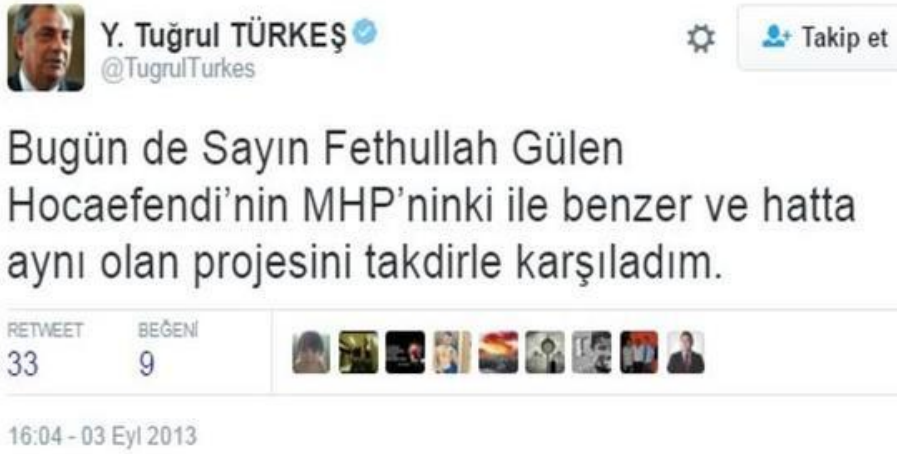 Y. Tuğrul TÜRKEŞ
@TugrulTurkes
Takip et
Bugün de Sayın Fethullah Gülen
Hocaefendi’nin MHP’ninki ile benzer ve hatta
aynı olan projesini takdirle karşıladım.
RETWEET BEĞENİ
33 9
16:04 - 03 Eyl 2013